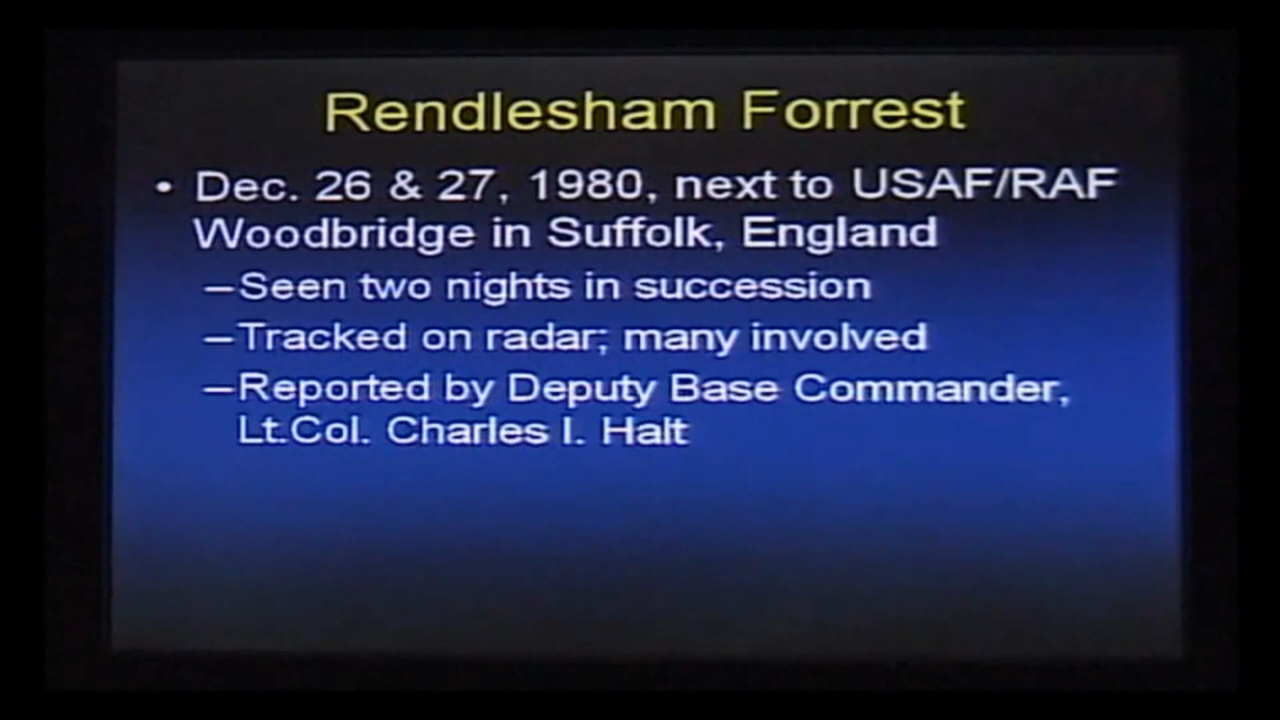 Rendlesham Forrest
• Dec. 26 & 27, 1980, next to USAF/RAF
Woodbridge in Suffolk, England
–Seen two nights in succession
–Tracked on radar; many involved
–Reported by Deputy Base Commander,
Lt.Col. Charles I. Halt